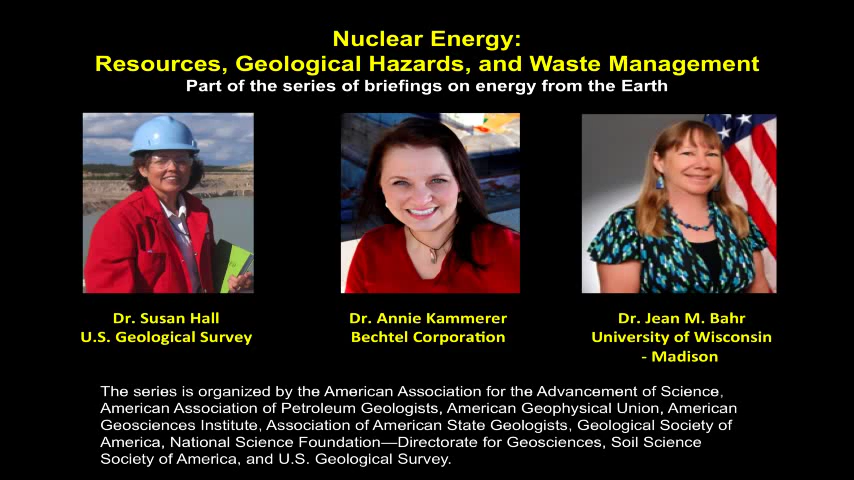 Nuclear Energy:
Resources, Geological Hazards, and Waste Management
Part of the series of briefings on energy from the Earth
Dr. Susan Hall
U.S. Geological Survey
Dr. Annie Kammerer
Bechtel Corporation
Dr. Jean M. Bahr
University of Wisconsin
- Madison
The series is organized by the American Association for the Advancement of Science,
American Association of Petroleum Geologists, American Geophysical Union, American
Geosciences Institute, Association of American State Geologists, Geological Society of
America, National Science Foundation—Directorate for Geosciences, Soil Science
Society of America, and U.S. Geological Survey.